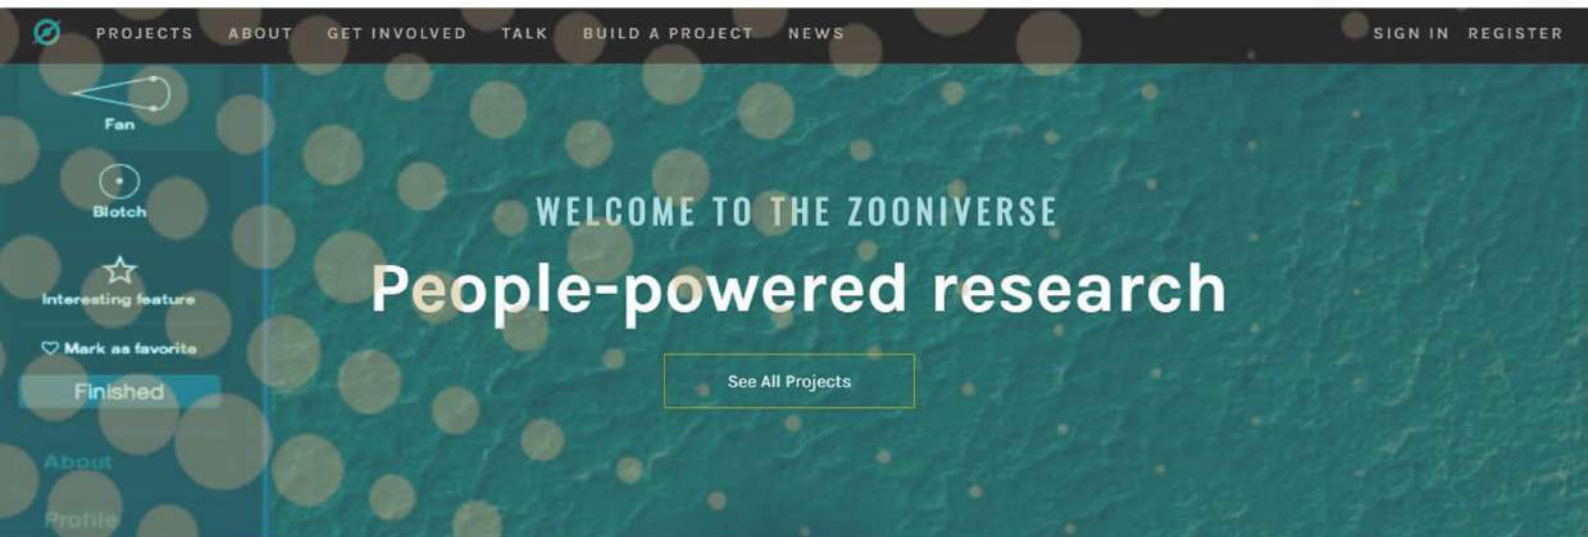 PROJECTS ABOUT GET INVOLVED TALK BUILD A PROJECT NEWS SIGN IN REGISTER
Fan
Blotch
Interesting feature
Mark as favorite
Finished
About
Profile
WELCOME TO THE ZOONIVERSE
People-powered research
See All Projects